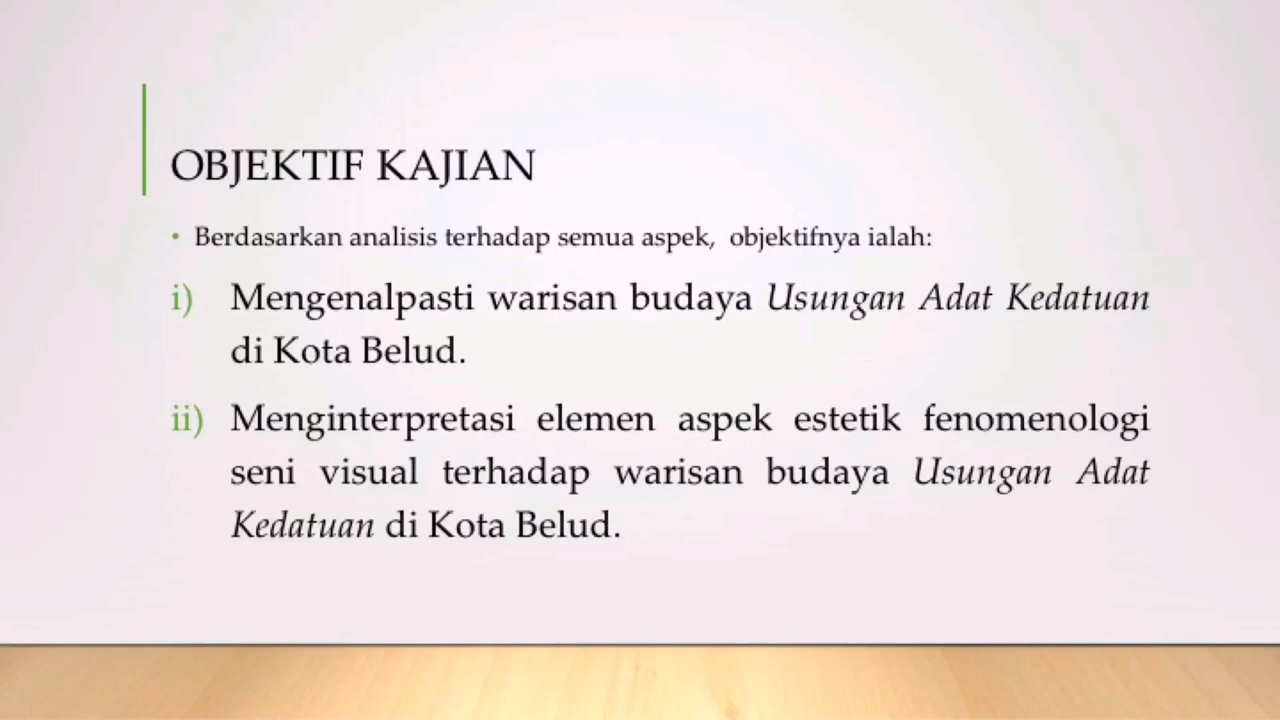 OBJEKTIF KAJIAN
• Berdasarkan analisis terhadap semua aspek, objektifnya ialah:
i) Mengenalpasti warisan budaya Usungan Adat Kedatuan
di Kota Belud.
ii) Menginterpretasi elemen aspek estetik fenomenologi
seni visual terhadap warisan budaya Usungan Adat
Kedatuan di Kota Belud.